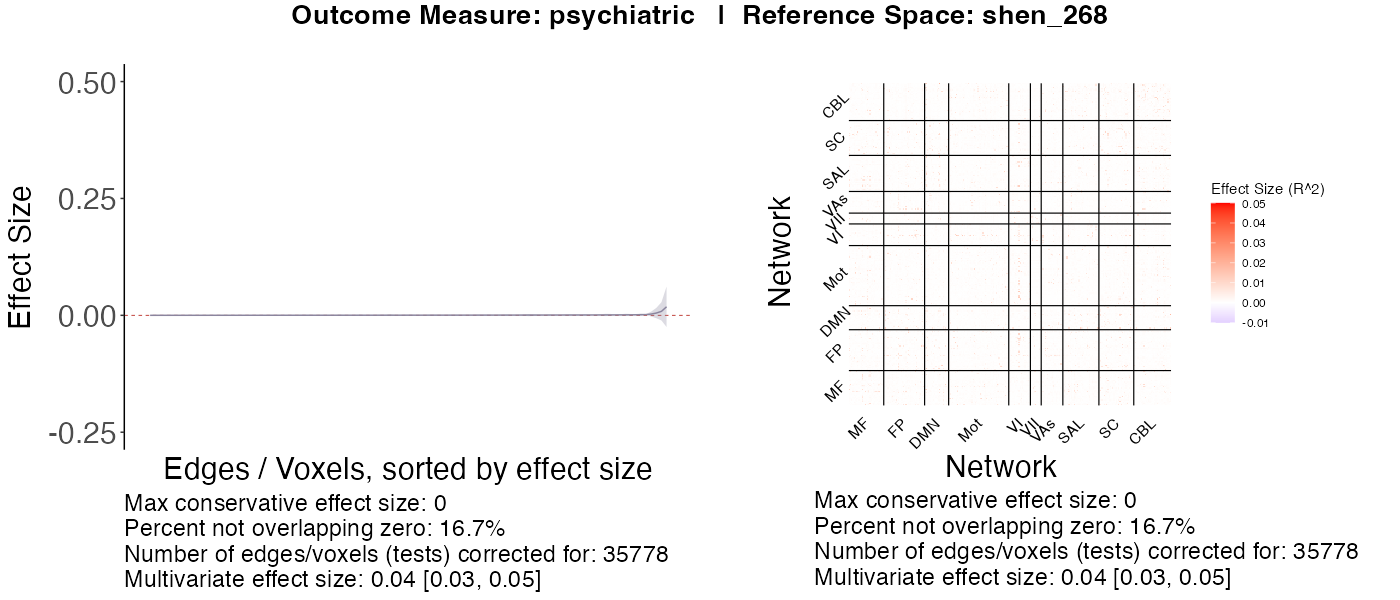 Outcome Measure: psychiatric | Reference Space: shen_268
Effect Size
0.50
0.25
0.00
-0.25
Edges / Voxels, sorted by effect size
Max conservative effect size: 0
Percent not overlapping zero: 16.7%
Number of edges/voxels (tests) corrected for: 35778
Multivariate effect size: 0.04 [0.03, 0.05]
Network
CBL
SC
SAL
VAs
VII
VI
Mot
DMN
FP
MF
MF
FP
DMN
Mot
VI
VII
VAs
SAL
SC
CBL
Network
Effect Size (R^2)
0.05
0.04
0.03
0.02
0.01
0.00
-0.01
Max conservative effect size: 0
Percent not overlapping zero: 16.7%
Number of edges/voxels (tests) corrected for: 35778
Multivariate effect size: 0.04 [0.03, 0.05]